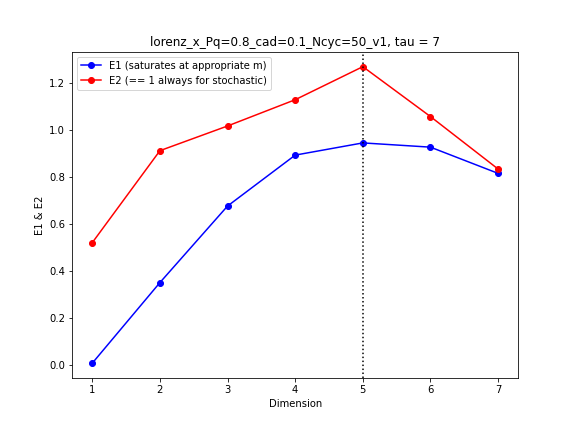 lorenz_x_Pq=0.8_cad=0.1_Ncyc=50_v1, tau = 7
E1 (saturates at appropriate m)
E2 (== 1 always for stochastic)
E1 & E2
1.2
1.0
0.8
0.6
0.4
0.2
0.0
1 2 3 4 5 6 7
Dimension